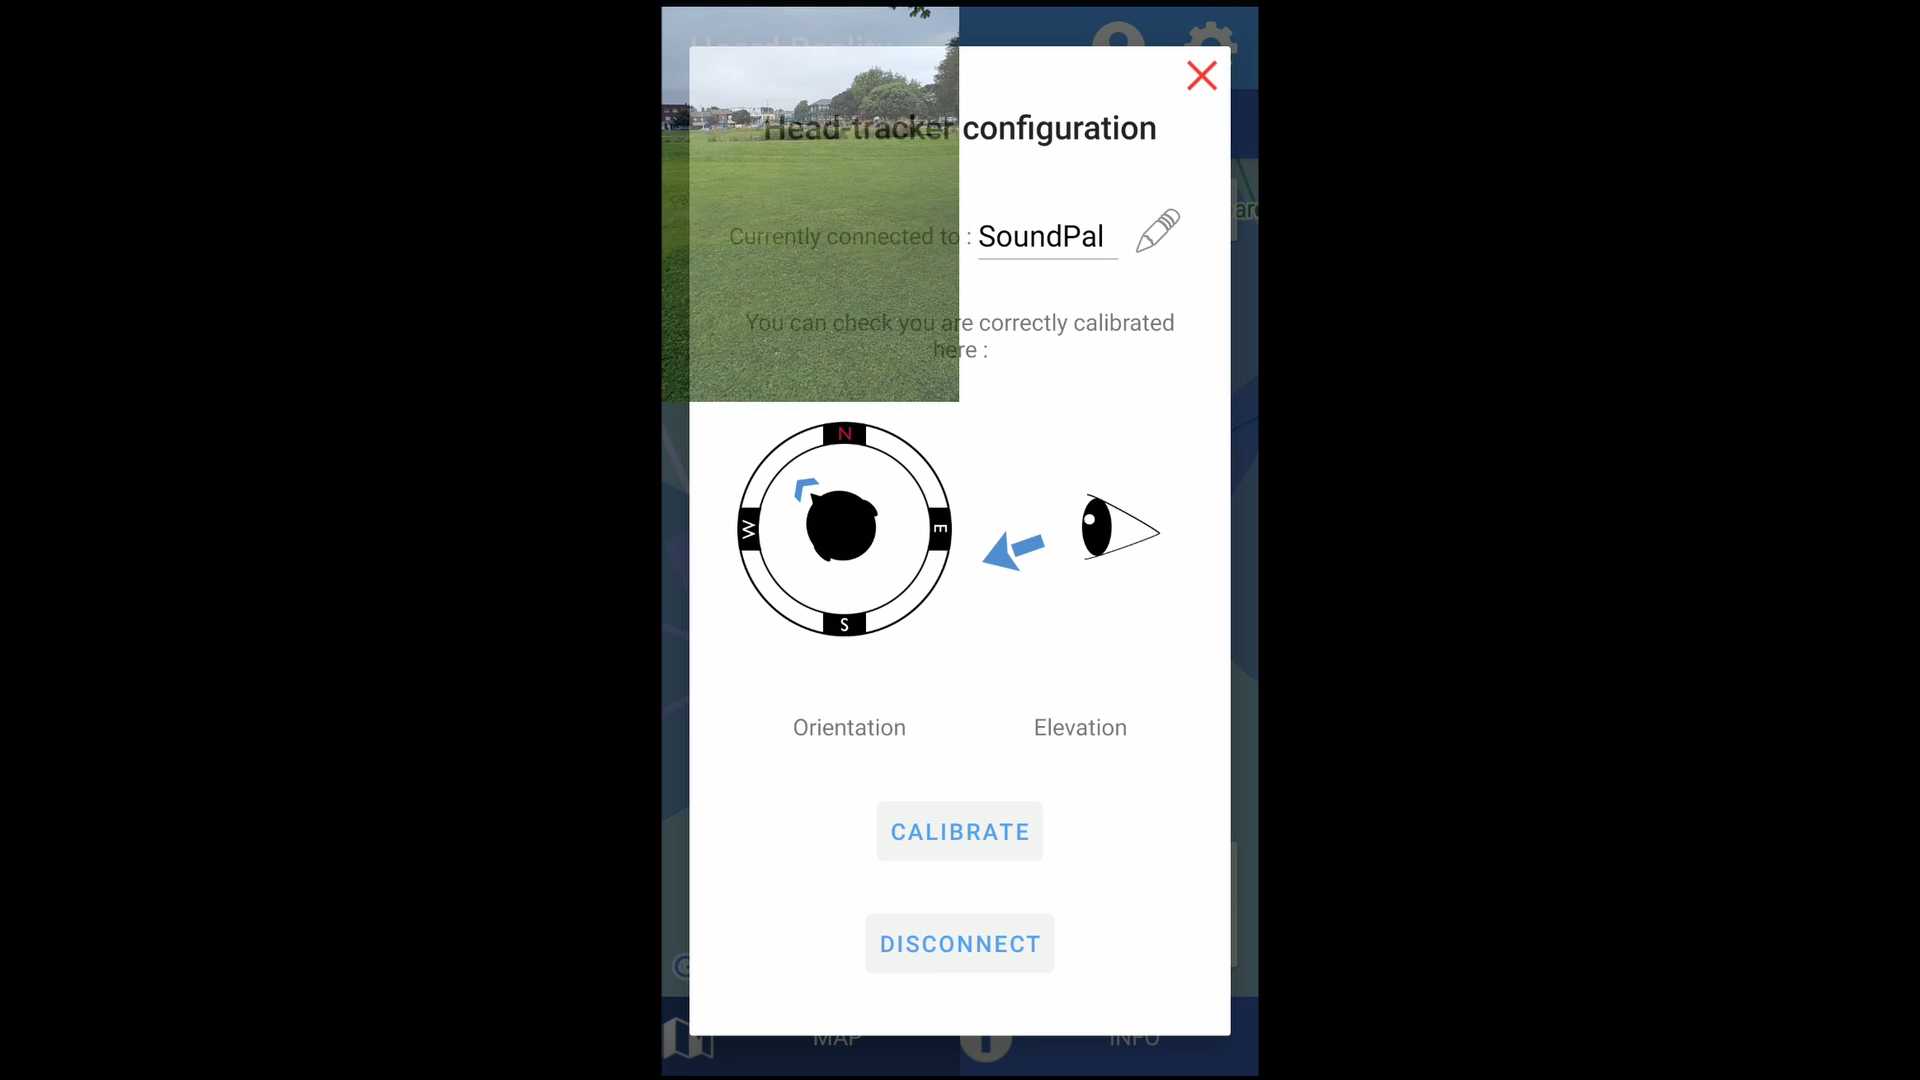 Head-tracker configuration
Currently connected to : SoundPal
You can check you are correctly calibrated
here :
N
W
E
S
Orientation
Elevation
CALIBRATE
DISCONNECT
MAP
INFO